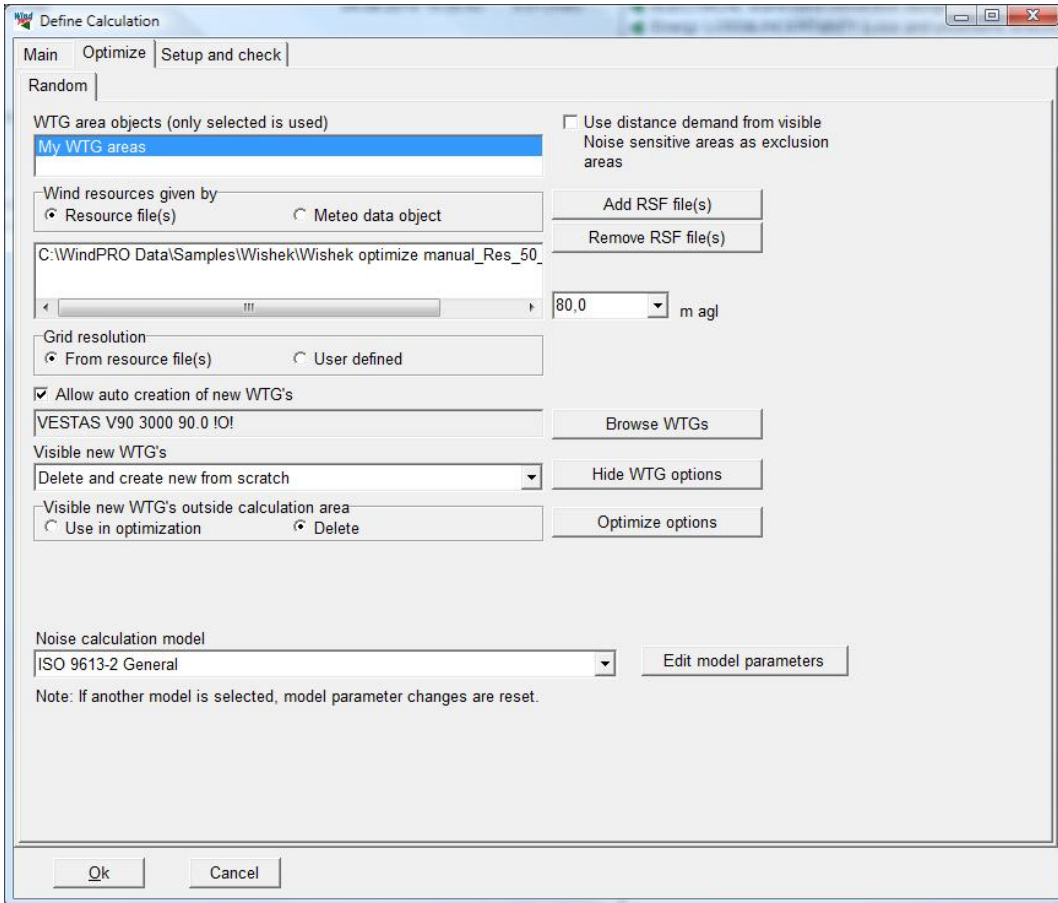 Wind
Define Calculation
Main Optimize Setup and check
Random
WTG area objects (only selected is used)
My WTG areas
Use distance demand from visible
Noise sensitive areas as exclusion
areas
Wind resources given by
Resource file(s) Meteo data object
Add RSF file(s)
Remove RSF file(s)
C:\WindPRO Data\Samples\Wishek\Wishek optimize manual_Res_50_
80,0 m agl
Grid resolution
From resource file(s) User defined
Allow auto creation of new WTG's
VESTAS V90 3000 90.0 !O!
Browse WTGs
Visible new WTG's
Delete and create new from scratch
Hide WTG options
Visible new WTG's outside calculation area
Use in optimization Delete
Optimize options
Noise calculation model
ISO 9613-2 General
Edit model parameters
Note: If another model is selected, model parameter changes are reset.
Ok Cancel